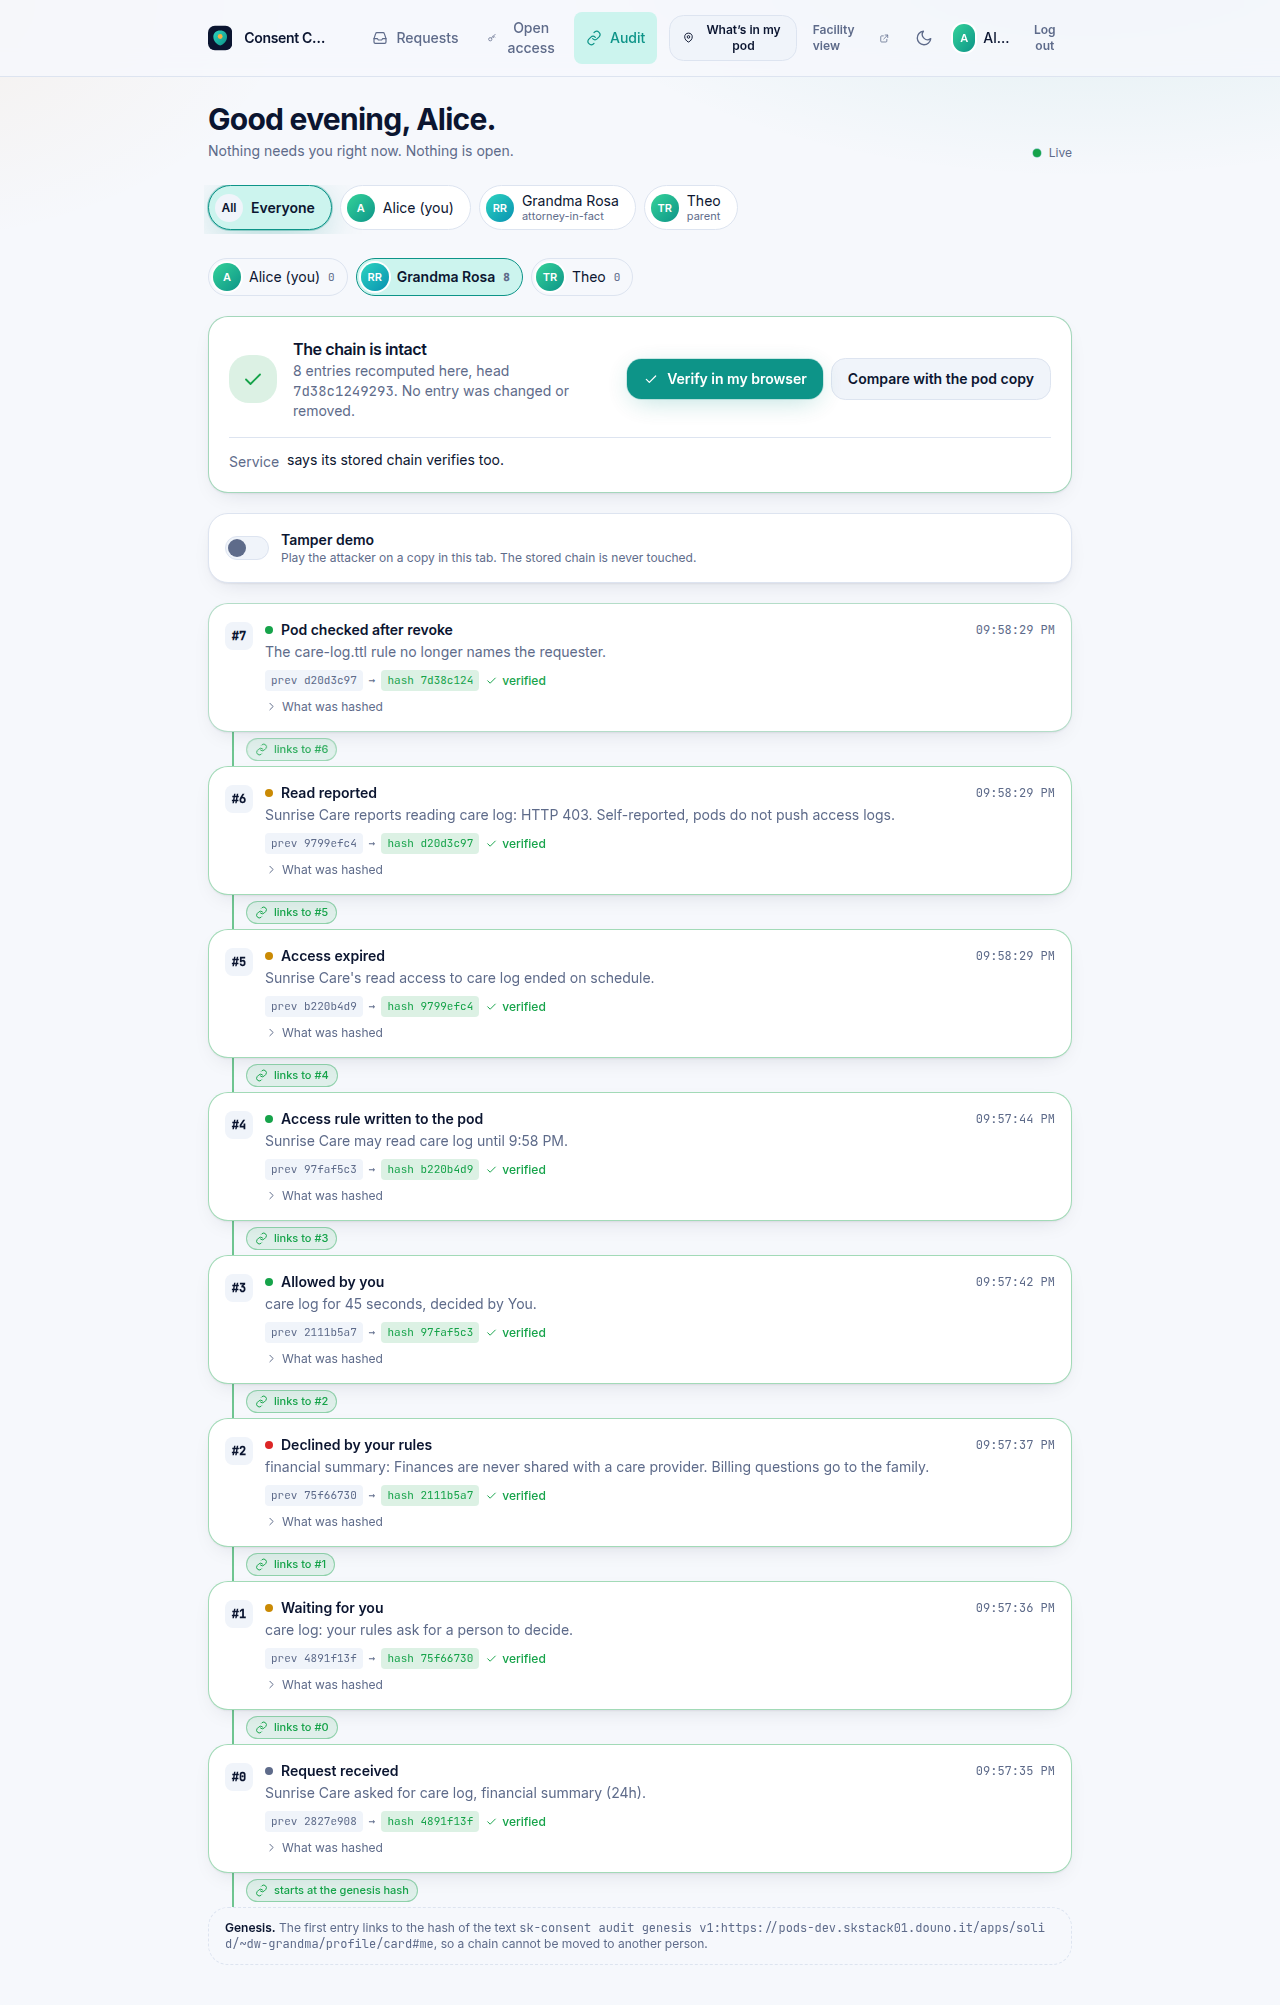 Consent C...
Requests
Open
access
Audit
What's in my
pod
Facility
view
A
Al...
Log
out
Good evening, Alice.
Nothing needs you right now. Nothing is open.
Live
All
Everyone
A
Alice (you)
RR
Grandma Rosa
attorney-in-fact
TR
Theo
parent
A
Alice (you) 0
RR
Grandma Rosa 8
TR
Theo 0
The chain is intact
8 entries recomputed here, head
7d38c1249293. No entry was changed or
removed.
Verify in my browser
Compare with the pod copy
Service says its stored chain verifies too.
Tamper demo
Play the attacker on a copy in this tab. The stored chain is never touched.
#7
Pod checked after revoke
09:58:29 PM
The care-log.ttl rule no longer names the requester.
prev d20d3c97 → hash 7d38c124 verified
What was hashed
links to #6
#6
Read reported
09:58:29 PM
Sunrise Care reports reading care log: HTTP 403. Self-reported, pods do not push access logs.
prev 9799efc4 → hash d20d3c97 verified
What was hashed
links to #5
#5
Access expired
09:58:29 PM
Sunrise Care's read access to care log ended on schedule.
prev b220b4d9 → hash 9799efc4 verified
What was hashed
links to #4
#4
Access rule written to the pod
09:57:44 PM
Sunrise Care may read care log until 9:58 PM.
prev 97faf5c3 → hash b220b4d9 verified
What was hashed
links to #3
#3
Allowed by you
09:57:42 PM
care log for 45 seconds, decided by You.
prev 2111b5a7 → hash 97faf5c3 verified
What was hashed
links to #2
#2
Declined by your rules
09:57:37 PM
financial summary: Finances are never shared with a care provider. Billing questions go to the family.
prev 75f66730 → hash 2111b5a7 verified
What was hashed
links to #1
#1
Waiting for you
09:57:36 PM
care log: your rules ask for a person to decide.
prev 4891f13f → hash 75f66730 verified
What was hashed
links to #0
#0
Request received
09:57:35 PM
Sunrise Care asked for care log, financial summary (24h).
prev 2827e908 → hash 4891f13f verified
What was hashed
starts at the genesis hash
Genesis. The first entry links to the hash of the text sk-consent audit genesis v1:https://pods-dev.skstack01.douno.it/apps/soli
d/~dw-grandma/profile/card#me, so a chain cannot be moved to another person.